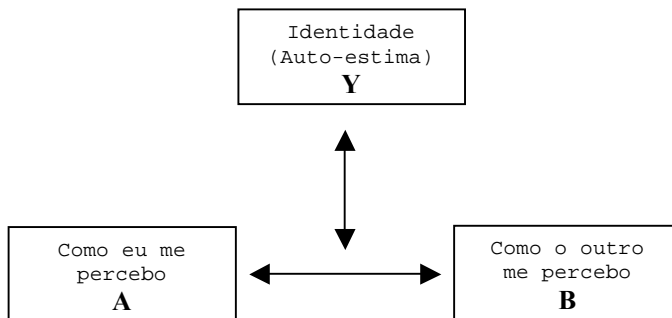 Identidade
(Auto-estima)
Y
Como eu me
percebo
A
Como o outro
me percebo
B